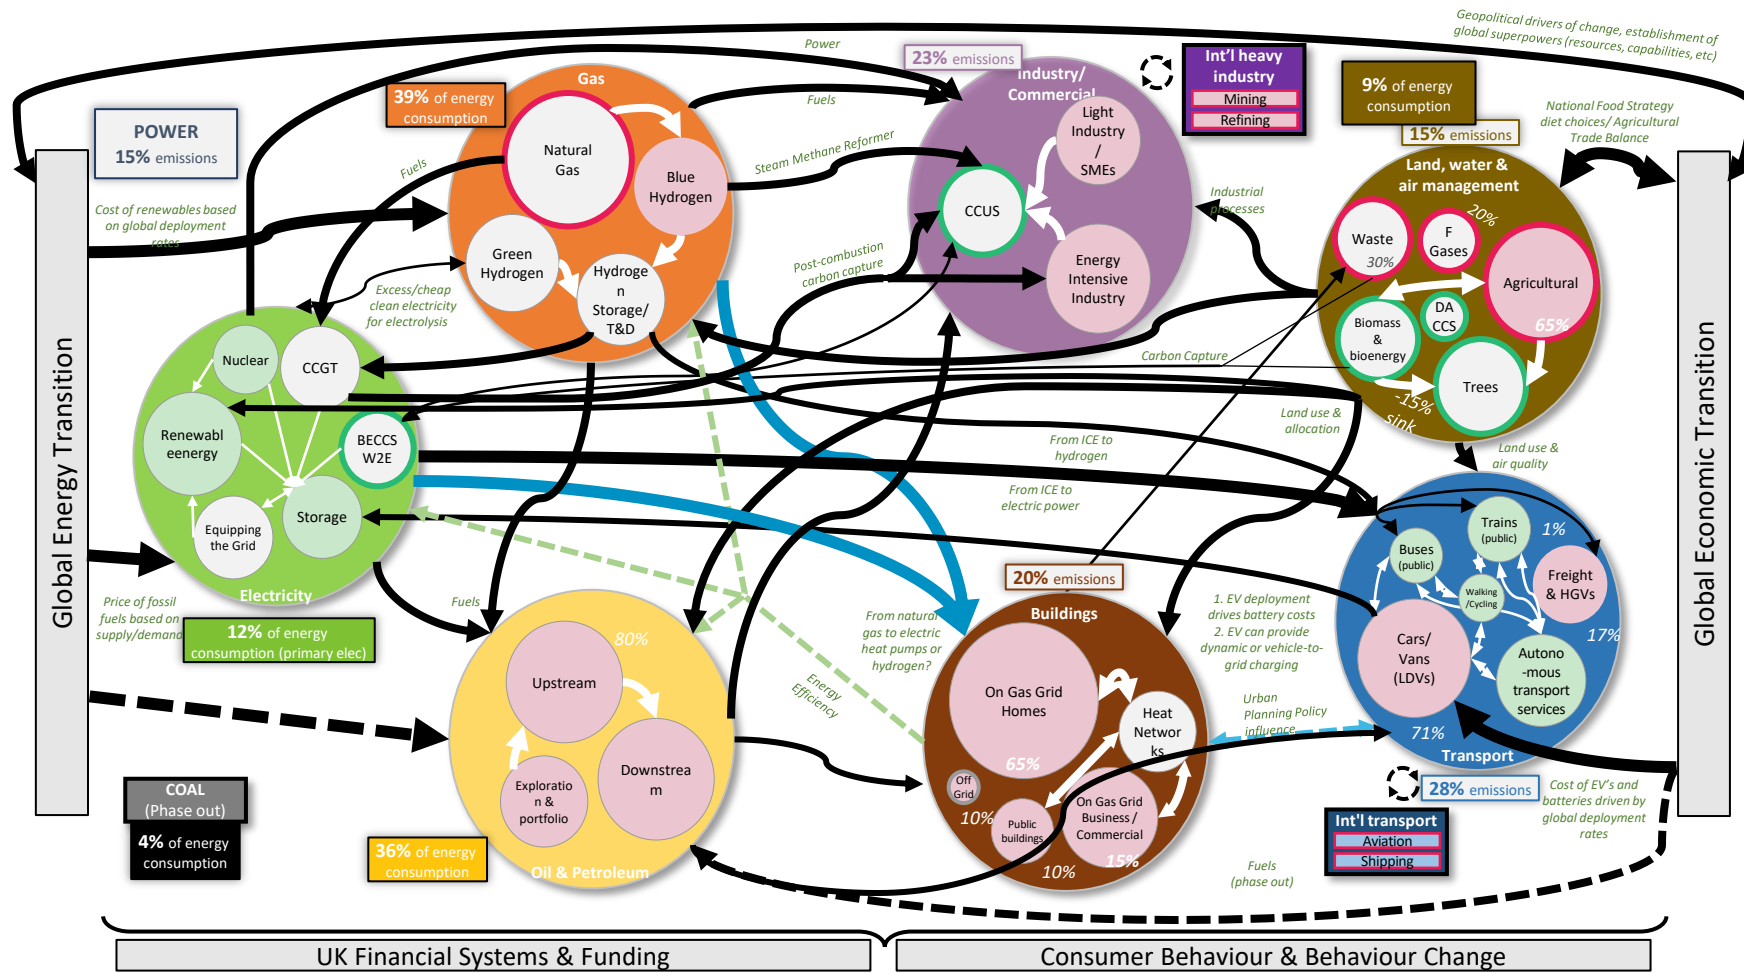 Geopolitical drivers of change, establishment of
global superpowers (resources, capabilities, etc)
Power
23% emissions
Int'l heavy
industry
Mining
Refining
Gas
Industry/
Commercial
39% of energy
consumption
9% of energy
consumption
15% emissions
National Food Strategy
diet choices/ Agricultural
Trade Balance
POWER
15% emissions
Fuels
Light
Industry
/
SMEs
Natural
Gas
Steam Methane Reformer
Fuels
Blue
Hydrogen
Land, water &
air management
Cost of renewables based
on global deployment
rates
CCUS
Industrial
processes
20%
Waste
30%
F
Gases
Agricultural
65%
Green
Hydrogen
Hydroge
n
Storage/
T&D
Post-combustion
carbon capture
Energy
Intensive
Industry
Excess/cheap
clean electricity
for electrolysis
DA
CCS
Biomass
&
bioenergy
Trees
-15%
sink
Carbon Capture
Nuclear
CCGT
Renewabl
eenergy
BECCS
W2E
Equipping
the Grid
Storage
Electricity
Land use &
allocation
From ICE to
hydrogen
From ICE to
electric power
Land use &
air quality
Global Energy Transition
Global Economic Transition
Trains
(public)
1%
Buses
(public)
Freight
& HGVs
17%
Walking
/Cycling
Cars/
Vans
(LDVs)
Autono
-mous
transport
services
71%
Transport
20% emissions
Buildings
Price of fossil
fuels based on
supply/demand
12% of energy
consumption (primary elec)
Fuels
80%
Upstream
Downstrea
m
Exploratio
n &
portfolio
Oil & Petroleum
36% of energy
consumption
Energy
Efficiency
From natural
gas to electric
heat pumps or
hydrogen?
1. EV deployment
drives battery costs
2. EV can provide
dynamic or vehicle-to-
grid charging
On Gas Grid
Homes
65%
Heat
Networ
ks
Urban
Planning Policy
influence
Off
Grid
10%
Public
buildings
On Gas Grid
Business /
Commercial
15%
10%
28% emissions
Cost of EV's and
batteries driven by
global deployment
rates
Int'l transport
Aviation
Shipping
Fuels
(phase out)
COAL
(Phase out)
4% of energy
consumption
UK Financial Systems & Funding
Consumer Behaviour & Behaviour Change